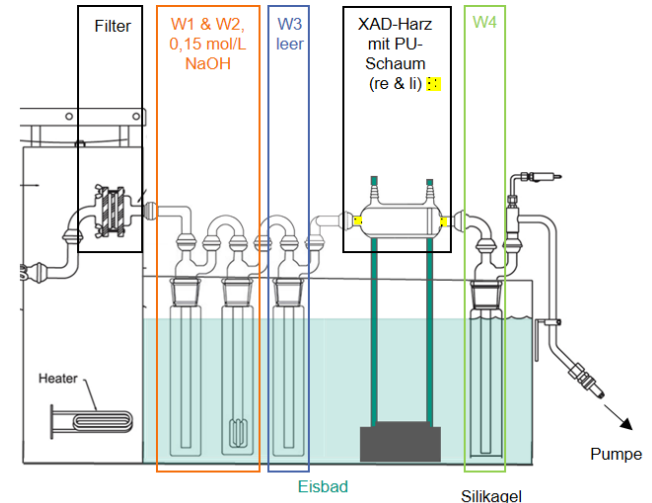 Filter
W1 & W2,
0,15 mol/L
NaOH
W3
leer
XAD-Harz
mit PU-
Schaum
(re & li)
W4
Heater
Pumpe
Eisbad
Silikagel